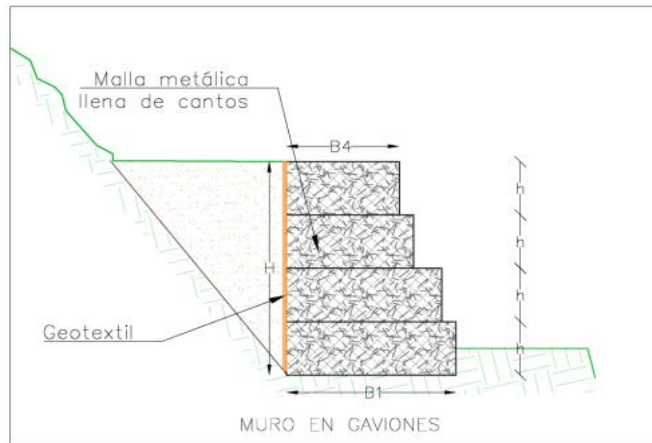 Malla metálica
llena de cantos
B4
h
h
H
h
Geotextil
h
B1
MURO EN GAVIONES